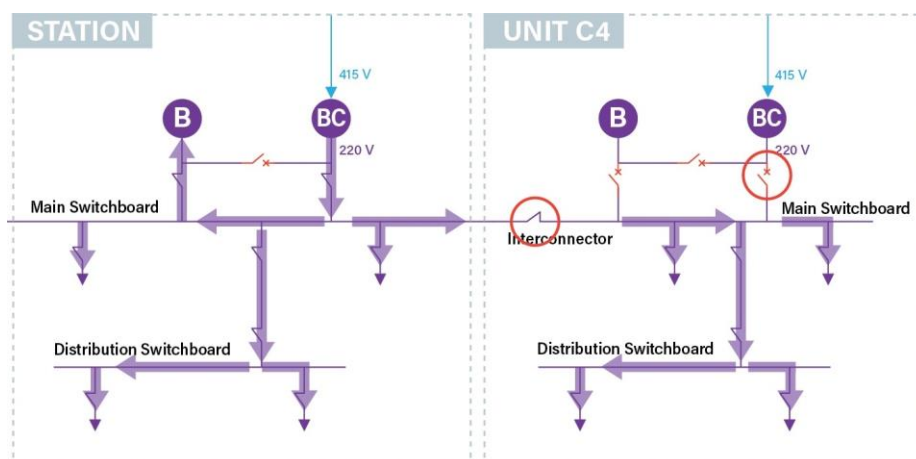 STATION
UNIT C4
415 V
415 V
B
BC
B
BC
220 V
220 V
Main Switchboard
Main Switchboard
Interconnector
Distribution Switchboard
Distribution Switchboard